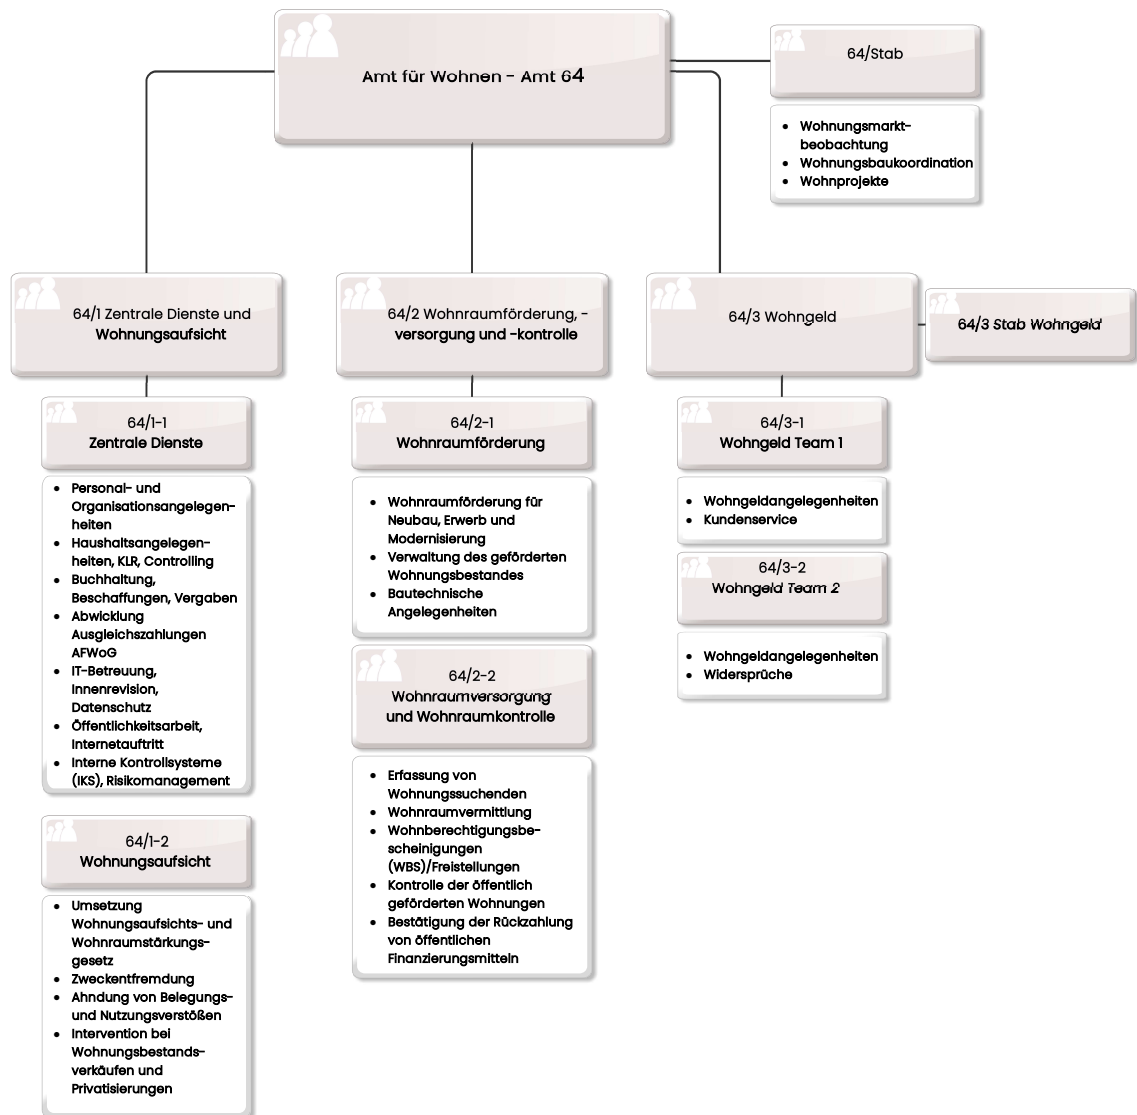 Amt für Wohnen - Amt 64
64/Stab
• Wohnungsmarkt-
beobachtung
• Wohnungsbaukoordination
• Wohnprojekte
64/1 Zentrale Dienste und
Wohnungsaufsicht
64/1-1
Zentrale Dienste
• Personal- und
Organisationsangelegen-
heiten
• Haushaltsangelegen-
heiten, KLR, Controlling
• Buchhaltung,
Beschaffungen, Vergaben
• Abwicklung
Ausgleichszahlungen
AFWoG
• IT-Betreuung,
Innenrevision,
Datenschutz
• Öffentlichkeitsarbeit,
Internetauftritt
• Interne Kontrollsysteme
(IKS), Risikomanagement
64/1-2
Wohnungsaufsicht
• Umsetzung
Wohnungsaufsichts- und
Wohnraumstärkungs-
gesetz
• Zweckentfremdung
• Ahndung von Belegungs-
und Nutzungsverstößen
• Intervention bei
Wohnungsbestands-
verkäufen und
Privatisierungen
64/2 Wohnraumförderung, -
versorgung und -kontrolle
64/2-1
Wohnraumförderung
• Wohnraumförderung für
Neubau, Erwerb und
Modernisierung
• Verwaltung des geförderten
Wohnungsbestandes
• Bautechnische
Angelegenheiten
64/2-2
Wohnraumversorgung
und Wohnraumkontrolle
• Erfassung von
Wohnungssuchenden
• Wohnraumvermittlung
• Wohnberechtigungsbe-
scheinigungen
(WBS)/Freistellungen
• Kontrolle der öffentlich
geförderten Wohnungen
• Bestätigung der Rückzahlung
von öffentlichen
Finanzierungsmitteln
64/3 Wohngeld
64/3 Stab Wohngeld
64/3-1
Wohngeld Team 1
• Wohngeldangelegenheiten
• Kundenservice
64/3-2
Wohngeld Team 2
• Wohngeldangelegenheiten
• Widersprüche